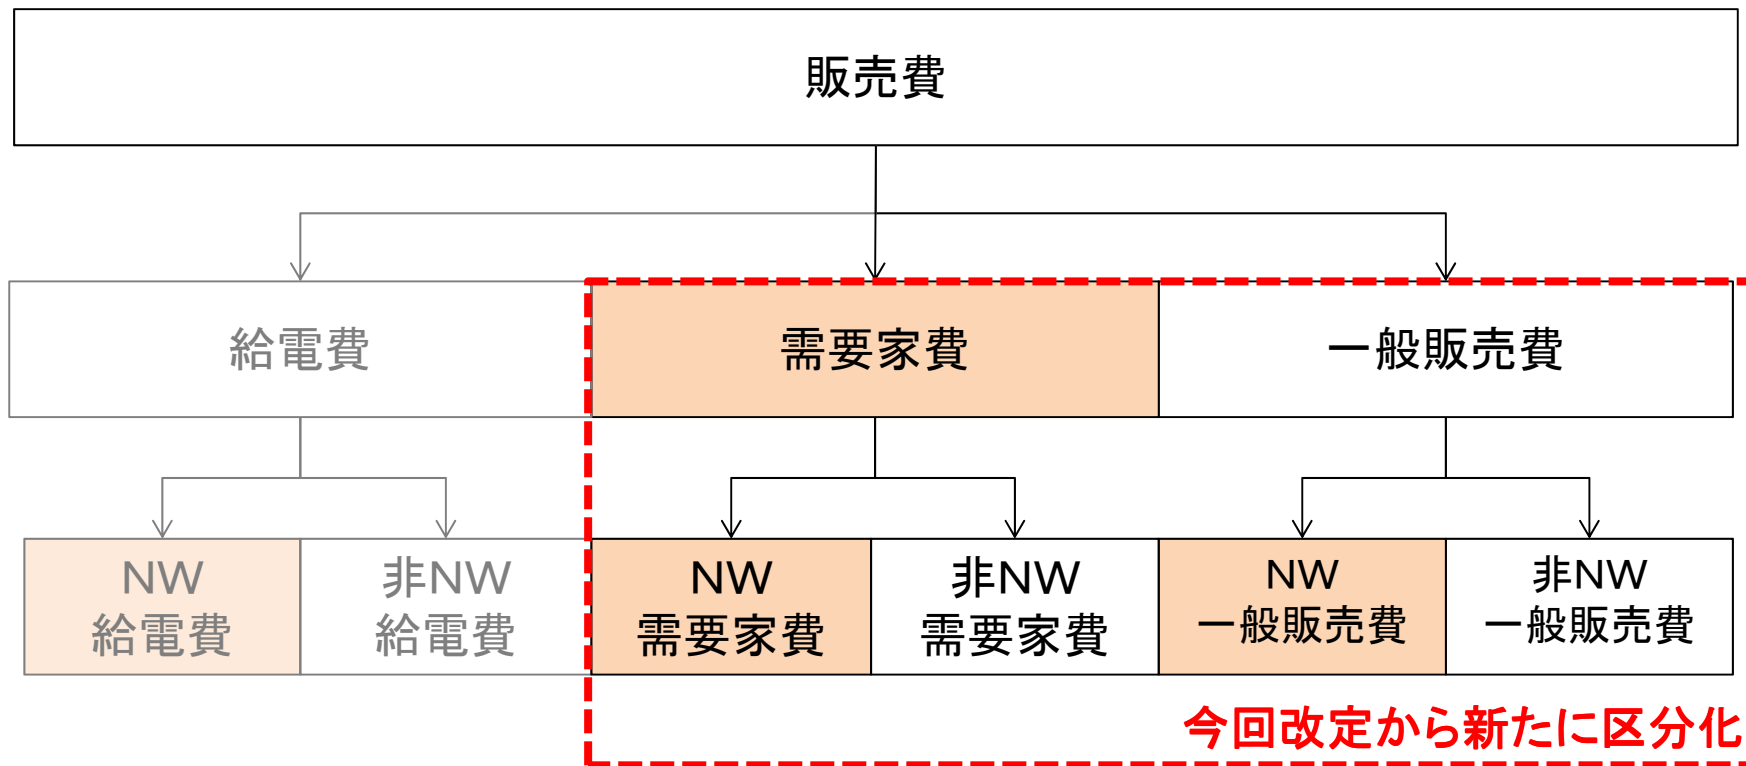 販売費
給電費
需要家費
一般販売費
NW
給電費
非NW
給電費
NW
需要家費
非NW
需要家費
NW
一般販売費
非NW
一般販売費
今回改定から新たに区分化